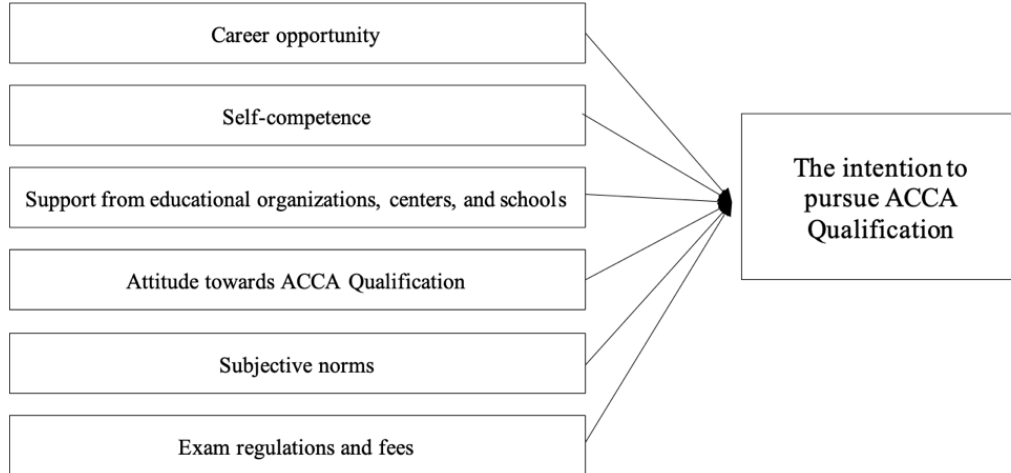 Career opportunity
Self-competence
Support from educational organizations, centers, and schools
Attitude towards ACCA Qualification
Subjective norms
Exam regulations and fees
The intention to
pursue ACCA
Qualification